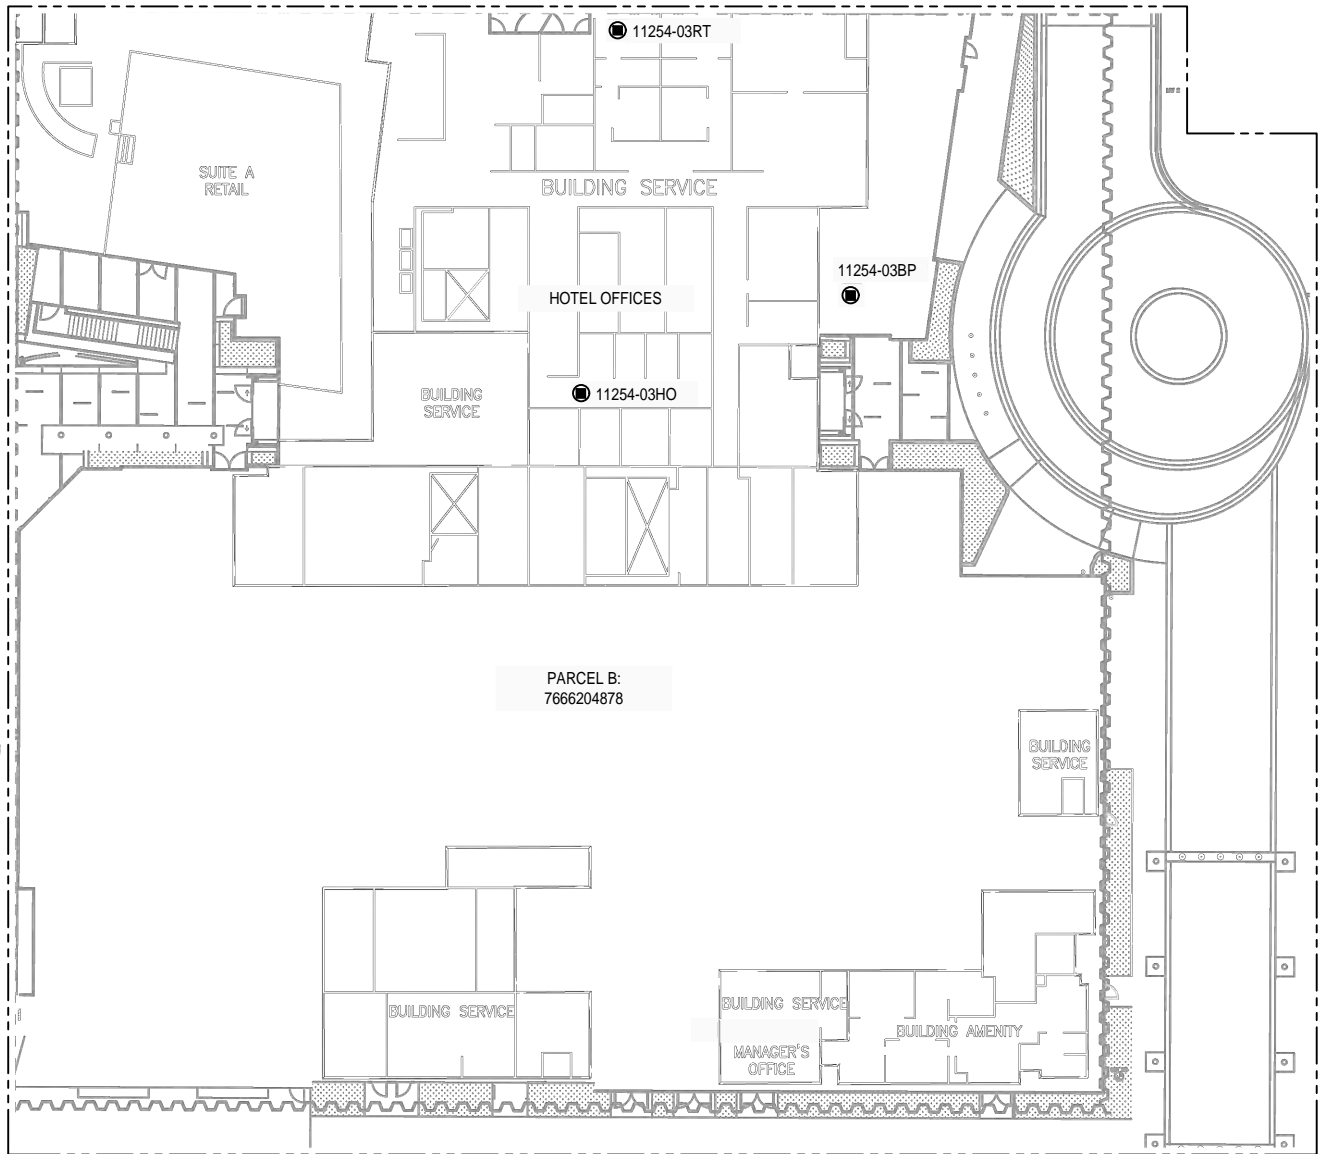 11254-03RT
SUITE A
RETAIL
BUILDING SERVICE
11254-03BP
HOTEL OFFICES
BUILDING
SERVICE
11254-03HO
PARCEL B:
7666204878
BUILDING
SERVICE
BUILDING SERVICE
BUILDING SERVICE
BUILDING AMENITY
MANAGER'S
OFFICE